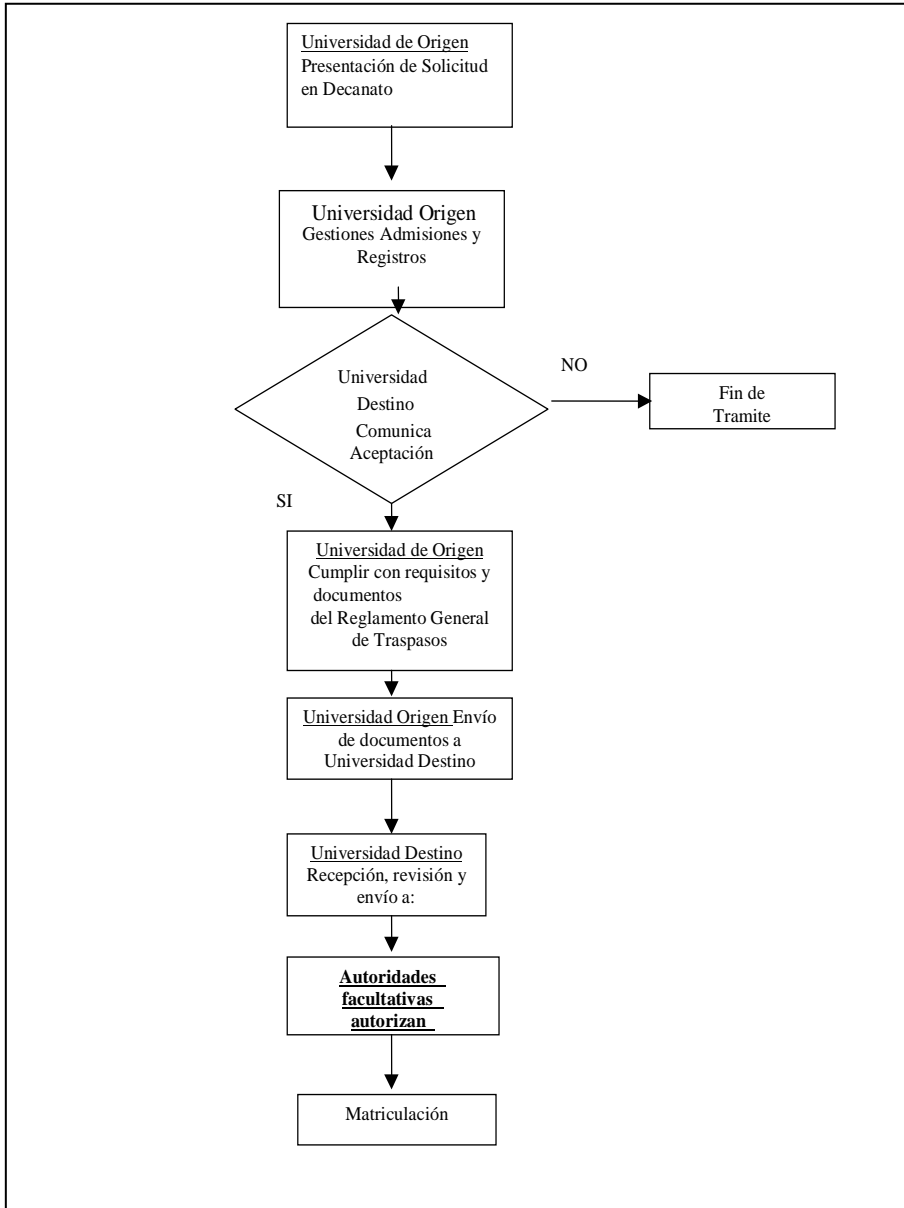 Universidad de Origen
Presentación de Solicitud
en Decanato
Universidad Origen
Gestiones Admisiones y
Registros
Universidad
Destino
Comunica
Aceptación
NO
Fin de
Tramite
SI
Universidad de Origen
Cumplir con requisitos y
documentos
del Reglamento General
de Traspasos
Universidad Origen Envío
de documentos a
Universidad Destino
Universidad Destino
Recepción, revisión y
envío a:
Autoridades
facultativas
autorizan
Matriculación